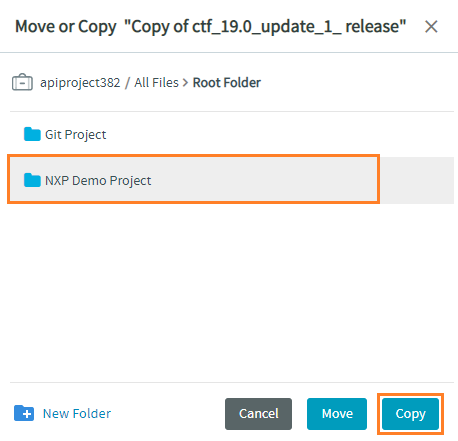 Move or Copy "Copy of ctf_19.0_update_1_ release"
apiproject382 / All Files > Root Folder
Git Project
NXP Demo Project
New Folder Cancel Move Copy